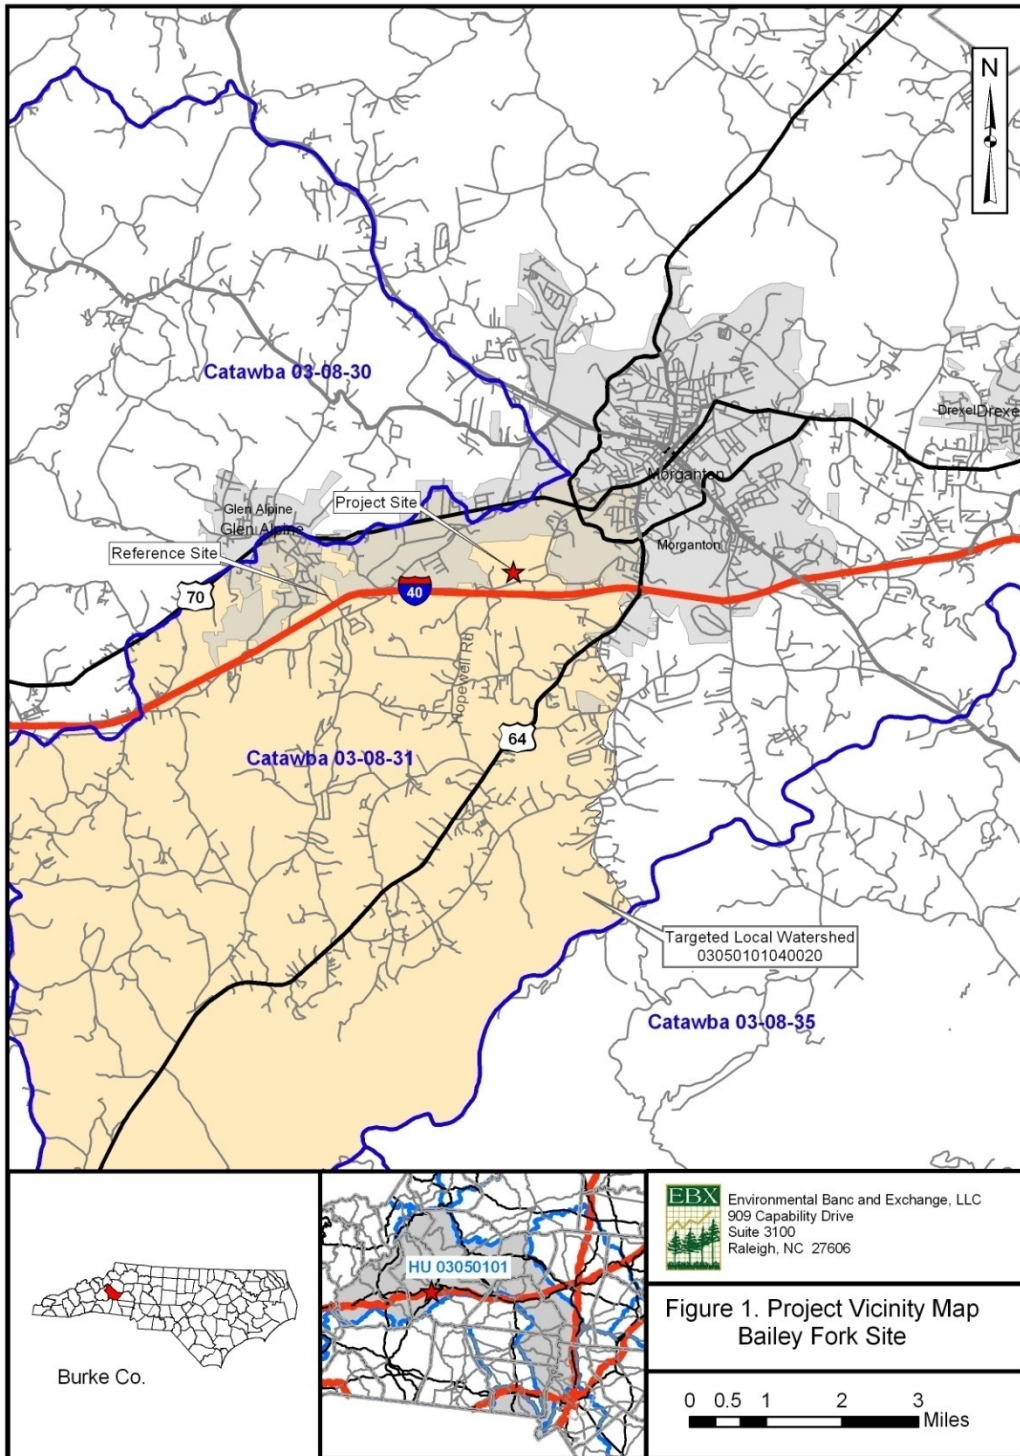 N
Catawba 03-08-30
DrexelDrexe
Morganton
Project Site
Glen Alpine
Glen Alpine
Morganton
Reference Site
40
70
Hopewell Rd
64
Catawba 03-08-31
Targeted Local Watershed
03050101040020
Catawba 03-08-35
Burke Co.
HU 03050101
EBX
Environmental Banc and Exchange, LLC
909 Capability Drive
Suite 3100
Raleigh, NC 27606
Figure 1. Project Vicinity Map
Bailey Fork Site
0 0.5 1 2 3
Miles